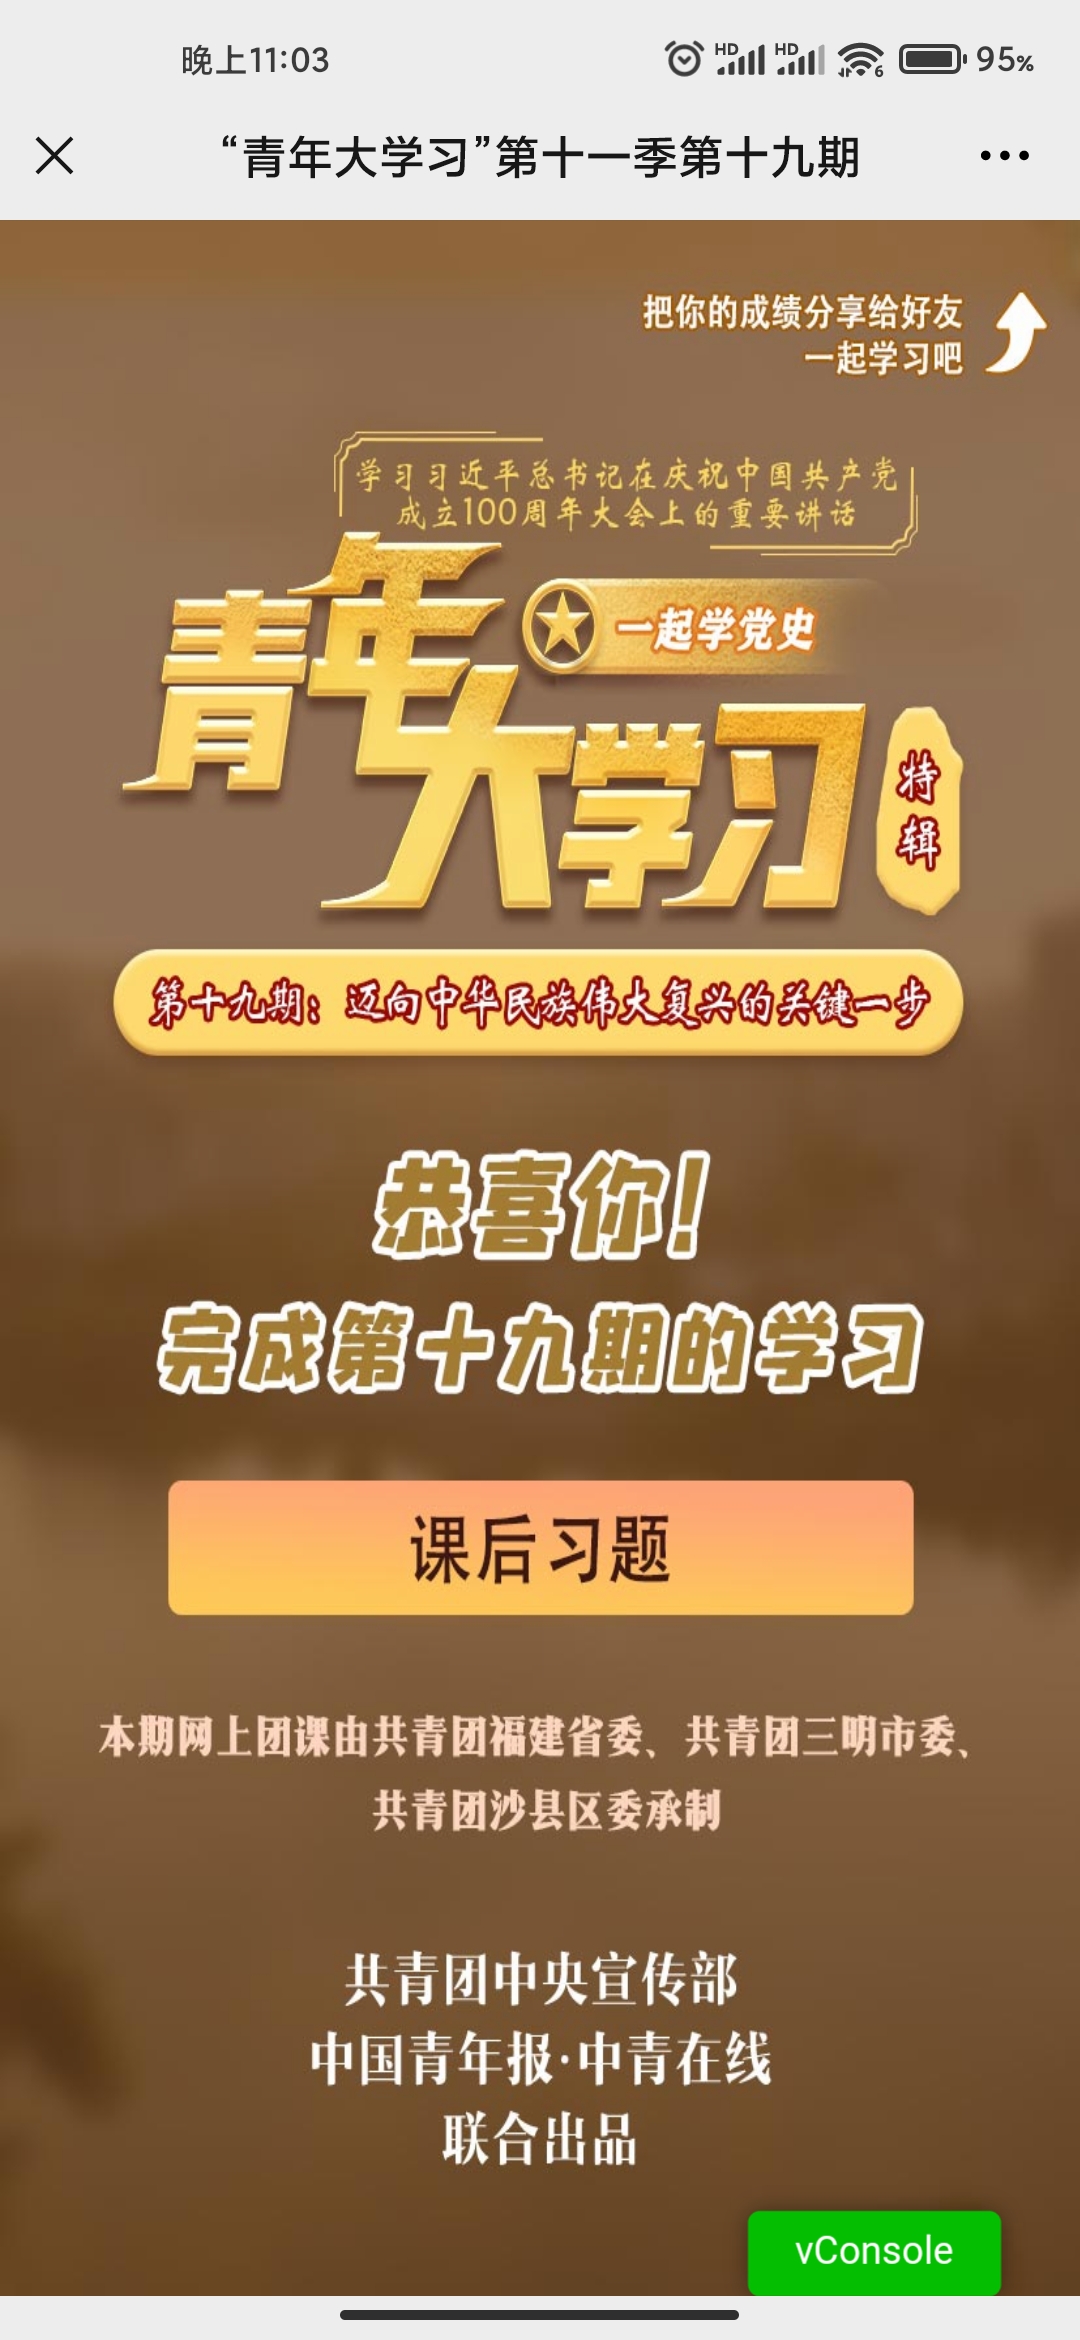 晚上11:03
HD
HD
6
95%
“青年大学习”第十一季第十九期
把你的成绩分享给好友
一起学习吧
学习习近平总书记在庆祝中国共产党
成立100周年大会上的重要讲话
青年大学习
一起学党史
特辑
第十九期：迈向中华民族伟大复兴的关键一步
恭喜你！
完成第十九期的学习
课后习题
本期网上团课由共青团福建省委、共青团三明市委、
共青团沙县区委承制
共青团中央宣传部
中国青年报·中青在线
联合出品
vConsole